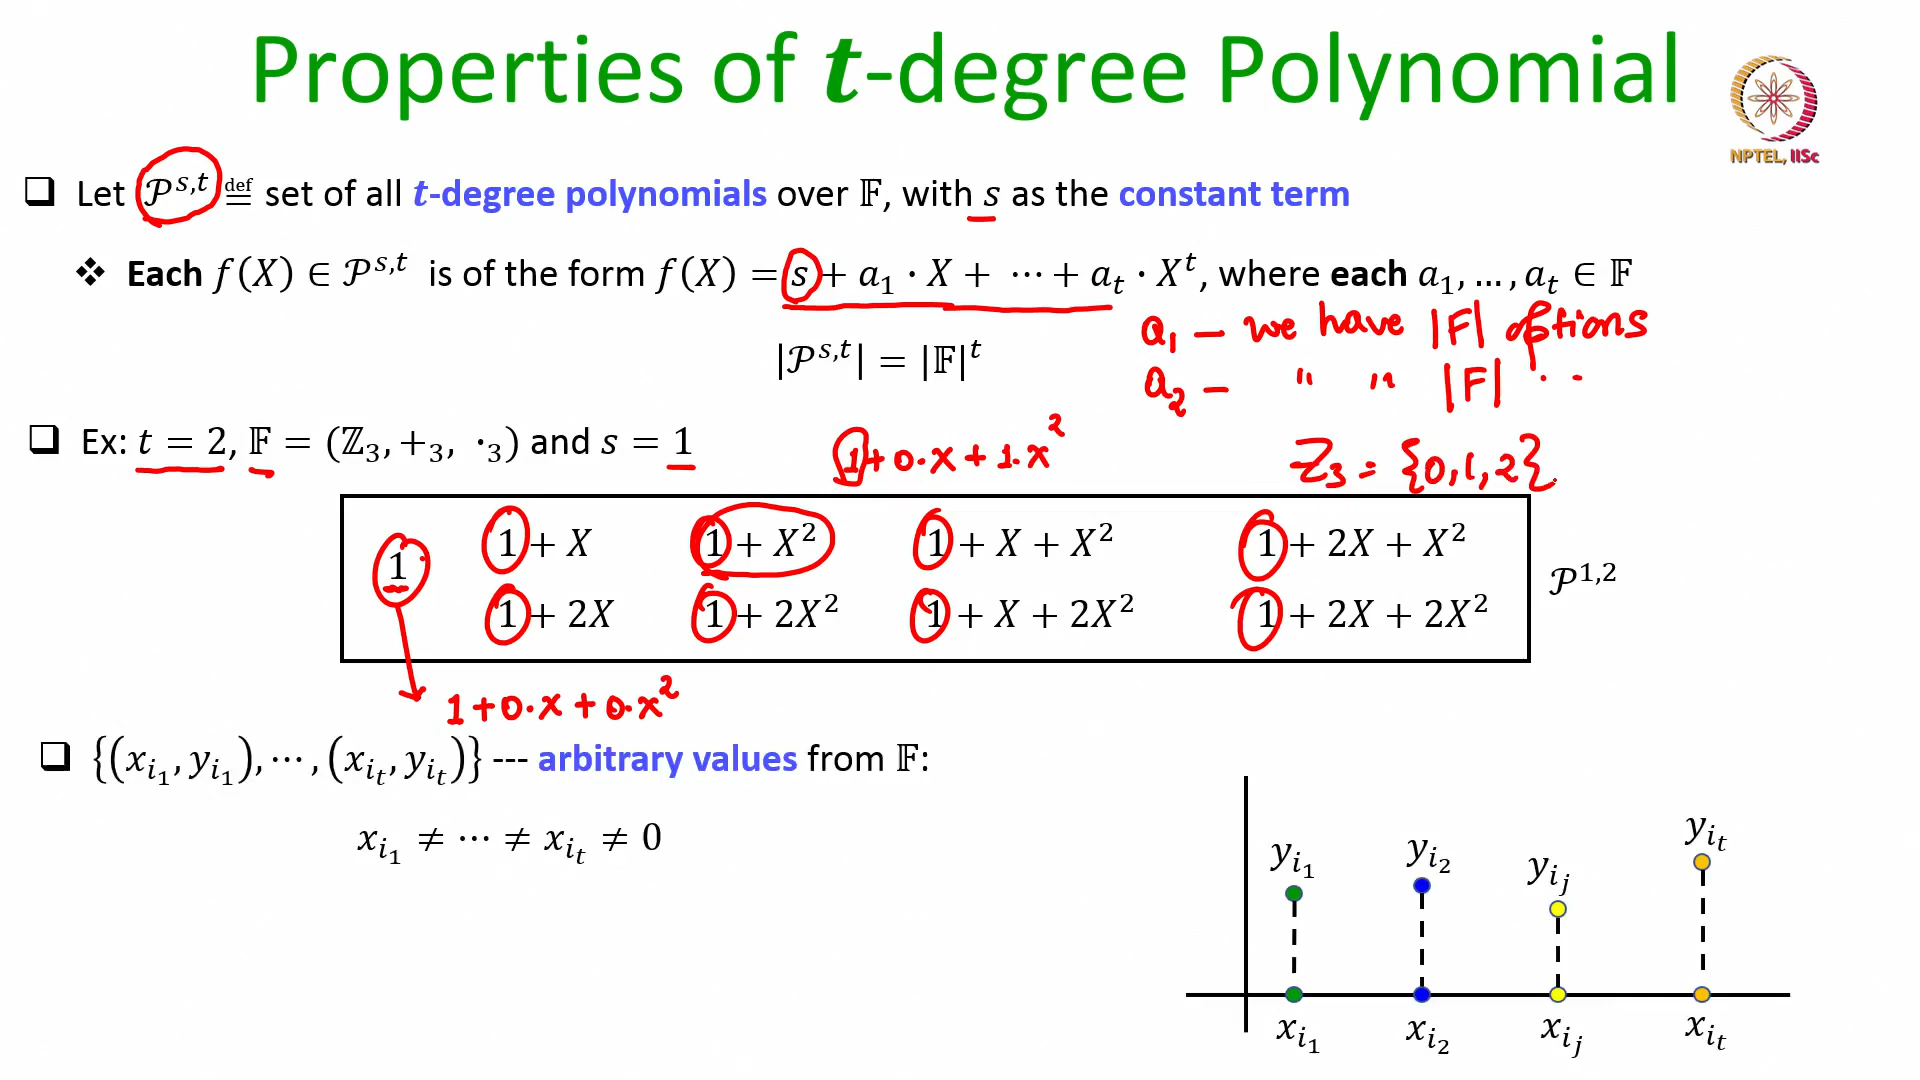 Properties of t-degree Polynomial
NPTEL, IISc
❑ Let 𝒫^{s,t} ≝ set of all t-degree polynomials over 𝔽, with s as the constant term
❖ Each f(X) ∈ 𝒫^{s,t} is of the form f(X) = s + a₁ · X + ⋯ + a_t · X^t, where each a₁, …, a_t ∈ 𝔽
a₁ – we have |F| options
|𝒫^{s,t}| = |𝔽|^t
a₂ – " " |F| ..
❑ Ex: t = 2, 𝔽 = (ℤ₃, +₃, ·₃) and s = 1
1+0·x+1·x²
Z₃ = {0,1,2}
1 + X 1 + X² 1 + X + X² 1 + 2X + X²
1
𝒫^{1,2}
1 + 2X 1 + 2X² 1 + X + 2X² 1 + 2X + 2X²
1+0·x+0·x²
❑ {(x_{i₁}, y_{i₁}), ⋯, (x_{i_t}, y_{i_t})} --- arbitrary values from 𝔽:
x_{i₁} ≠ ⋯ ≠ x_{i_t} ≠ 0
y_{i₁} y_{i₂} y_{i_j} y_{i_t}
x_{i₁} x_{i₂} x_{i_j} x_{i_t}